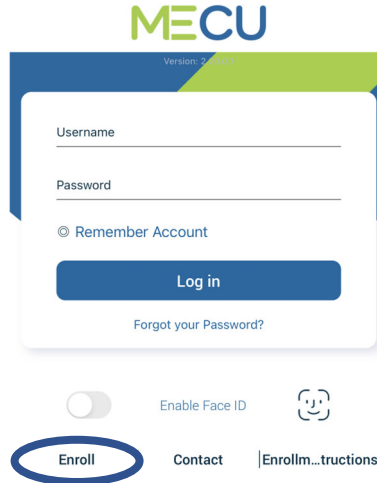 MECU
Username
Password
Remember Account
Log in
Forgot your Password?
Enable Face ID
Enroll Contact Enrollm...tructions